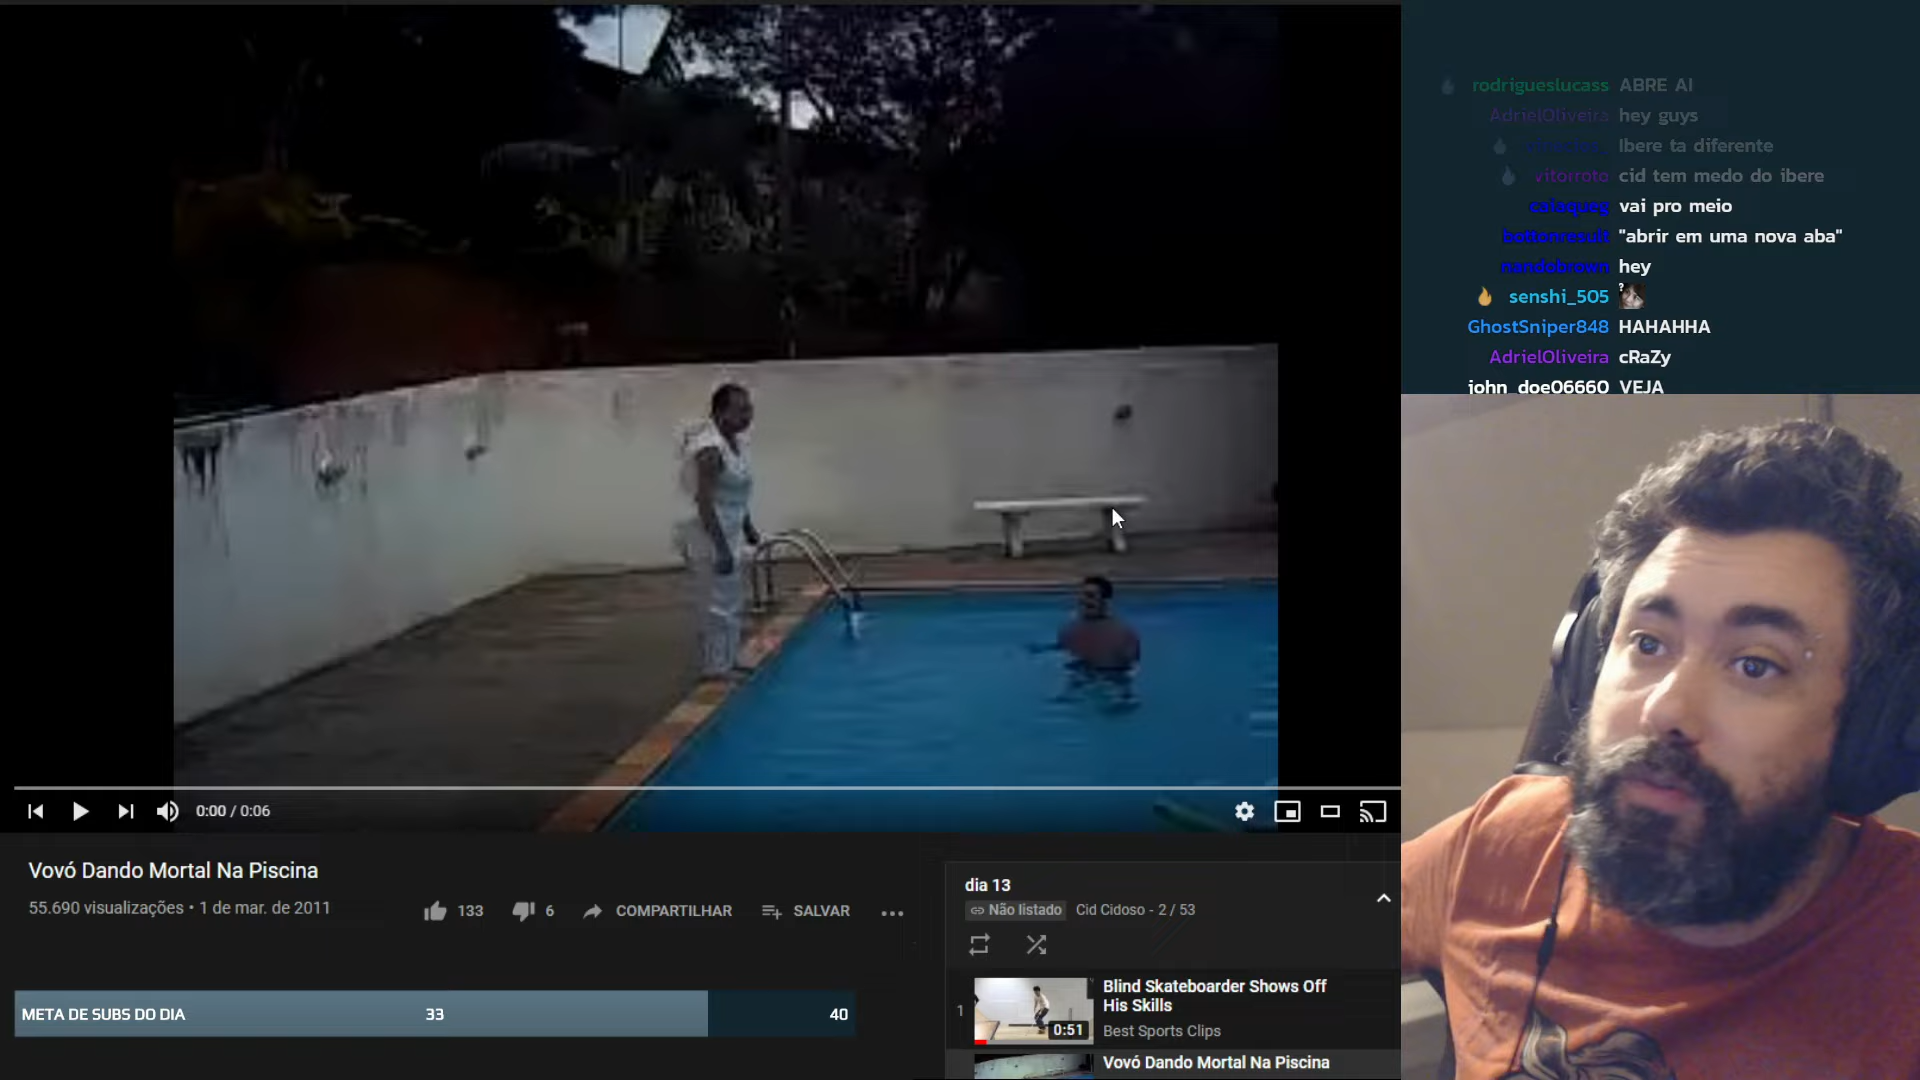 rodrigueslucass ABRE AI
AdrielOliveira hey guys
Ibere ta diferente
vitorroto cid tem medo do ibere
caiaqueg vai pro meio
bottonresult "abrir em uma nova aba"
nandobrown hey
senshi_505
GhostSniper848 HAHAHHA
AdrielOliveira cRaZy
john_doe06660 VEJA
0:00 / 0:06
Vovó Dando Mortal Na Piscina
55.690 visualizações • 1 de mar. de 2011
133
6
COMPARTILHAR
SALVAR
META DE SUBS DO DIA 33 40
dia 13
Não listado Cid Cidoso - 2 / 53
1
Blind Skateboarder Shows Off
His Skills
0:51
Best Sports Clips
Vovó Dando Mortal Na Piscina